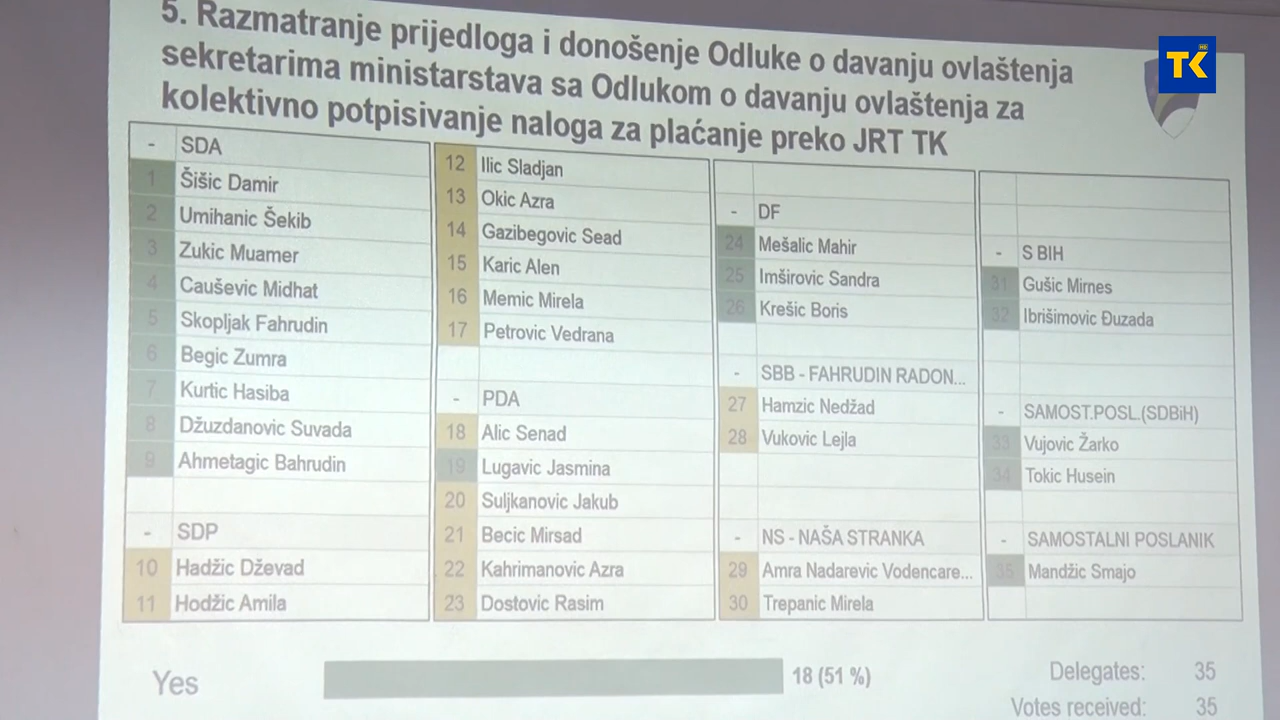 5. Razmatranje prijedloga i donošenje Odluke o davanju ovlaštenja
sekretarima ministarstava sa Odlukom o davanju ovlaštenja za
kolektivno potpisivanje naloga za plaćanje preko JRT TK
TK HD
- SDA
1 Šišic Damir
2 Umihanic Šekib
3 Zukic Muamer
4 Cauševic Midhat
5 Skopljak Fahrudin
6 Begic Zumra
7 Kurtic Hasiba
8 Džuzdanovic Suvada
9 Ahmetagic Bahrudin
- SDP
10 Hadžic Dževad
11 Hodžic Amila
12 Ilic Sladjan
13 Okic Azra
14 Gazibegovic Sead
15 Karic Alen
16 Memic Mirela
17 Petrovic Vedrana
- PDA
18 Alic Senad
19 Lugavic Jasmina
20 Suljkanovic Jakub
21 Becic Mirsad
22 Kahrimanovic Azra
23 Dostovic Rasim
- DF
24 Mešalic Mahir
25 Imširovic Sandra
26 Krešic Boris
- SBB - FAHRUDIN RADON...
27 Hamzic Nedžad
28 Vukovic Lejla
- NS - NAŠA STRANKA
29 Amra Nadarevic Vodencare...
30 Trepanic Mirela
- S BIH
31 Gušic Mirnes
32 Ibrišimovic Đuzada
- SAMOST.POSL.(SDBiH)
33 Vujovic Žarko
34 Tokic Husein
- SAMOSTALNI POSLANIK
35 Mandžic Smajo
Yes 18 (51 %)
Delegates: 35
Votes received: 35